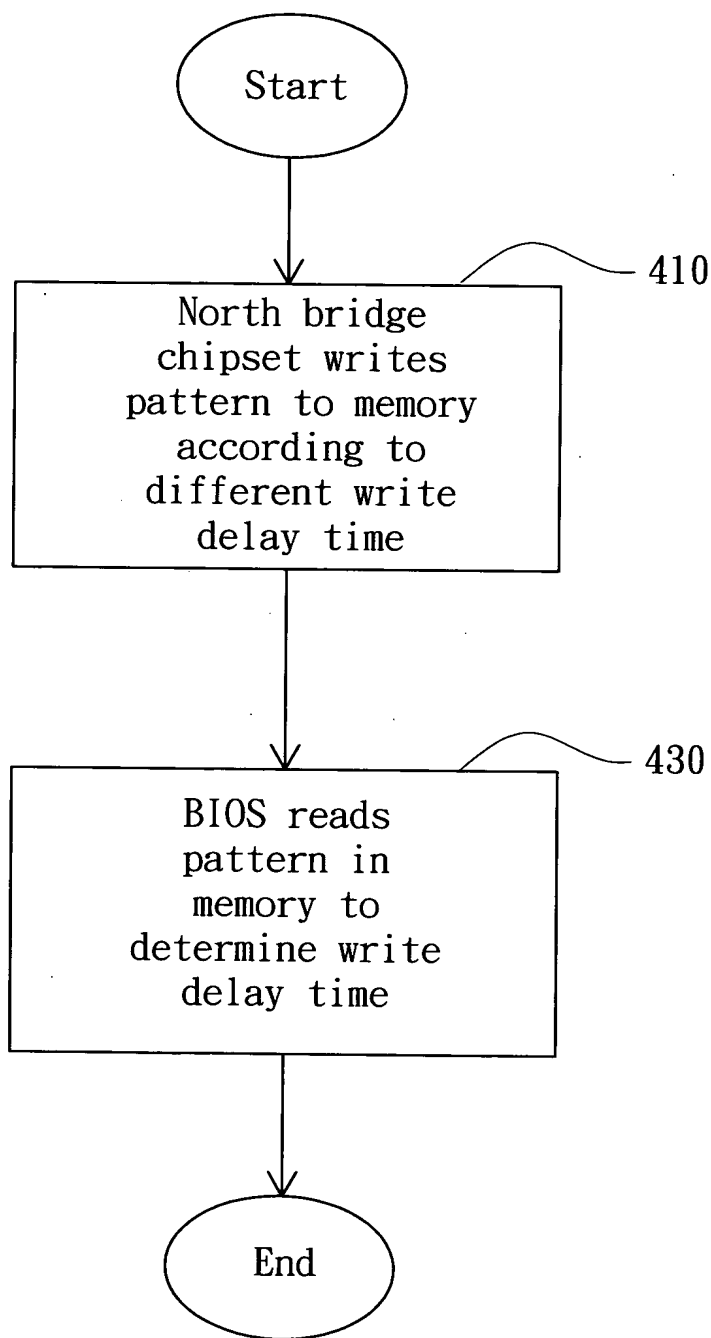 Start
410
North bridge
chipset writes
pattern to memory
according to
different write
delay time
430
BIOS reads
pattern in
memory to
determine write
delay time
End